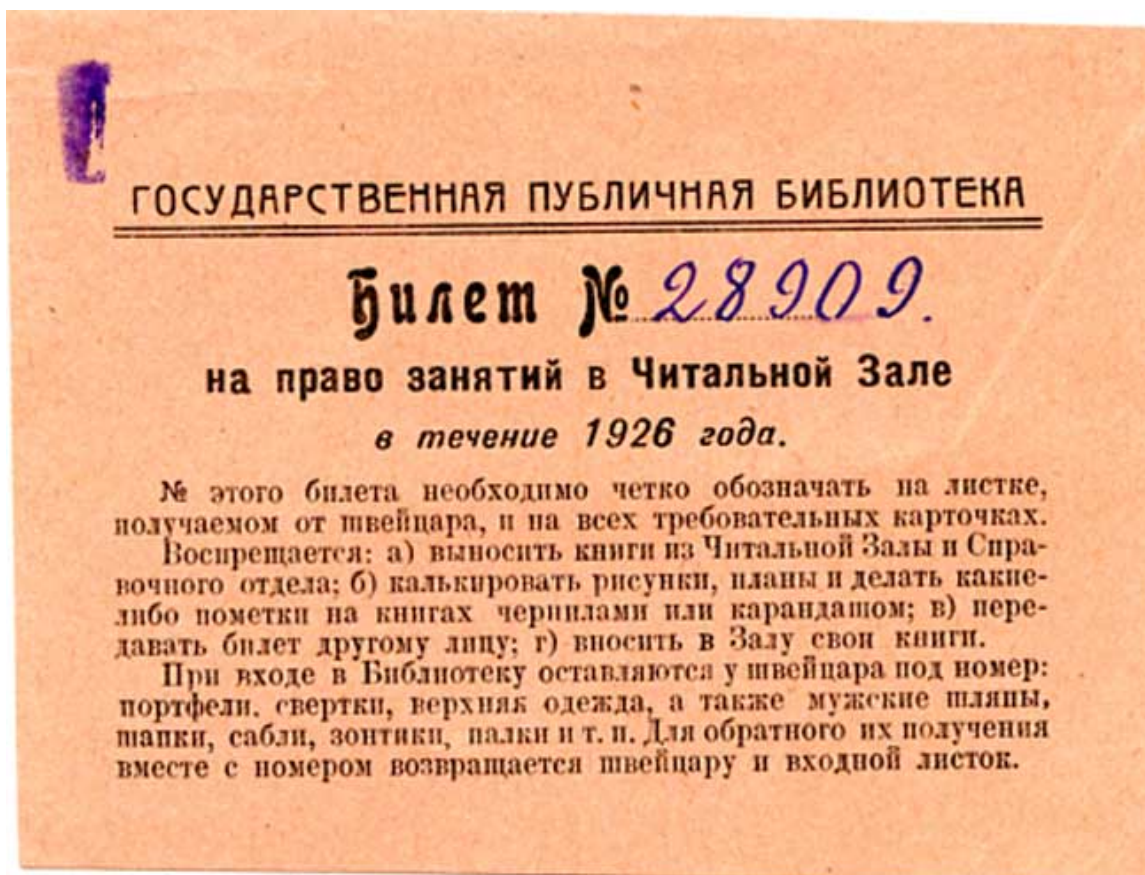 ГОСУДАРСТВЕННАЯ ПУБЛИЧНАЯ БИБЛИОТЕКА
Билет № 28909.
на право занятий в Читальной Зале
в течение 1926 года.
№ этого билета необходимо четко обозначать на листке,
получаемом от швейцара, и на всех требовательных карточках.
Воспрещается: а) выносить книги из Читальной Залы и Спра-
вочного отдела; б) калькировать рисунки, планы и делать какие-
либо пометки на книгах чернилами или карандашом; в) пере-
давать билет другому лицу; г) вносить в Залу свои книги.
При входе в Библиотеку оставляются у швейцара под номер:
портфели. свертки, верхняя одежда, а также мужские шляпы,
шапки, сабли, зонтики, палки и т. п. Для обратного их получения
вместе с номером возвращается швейцару и входной листок.